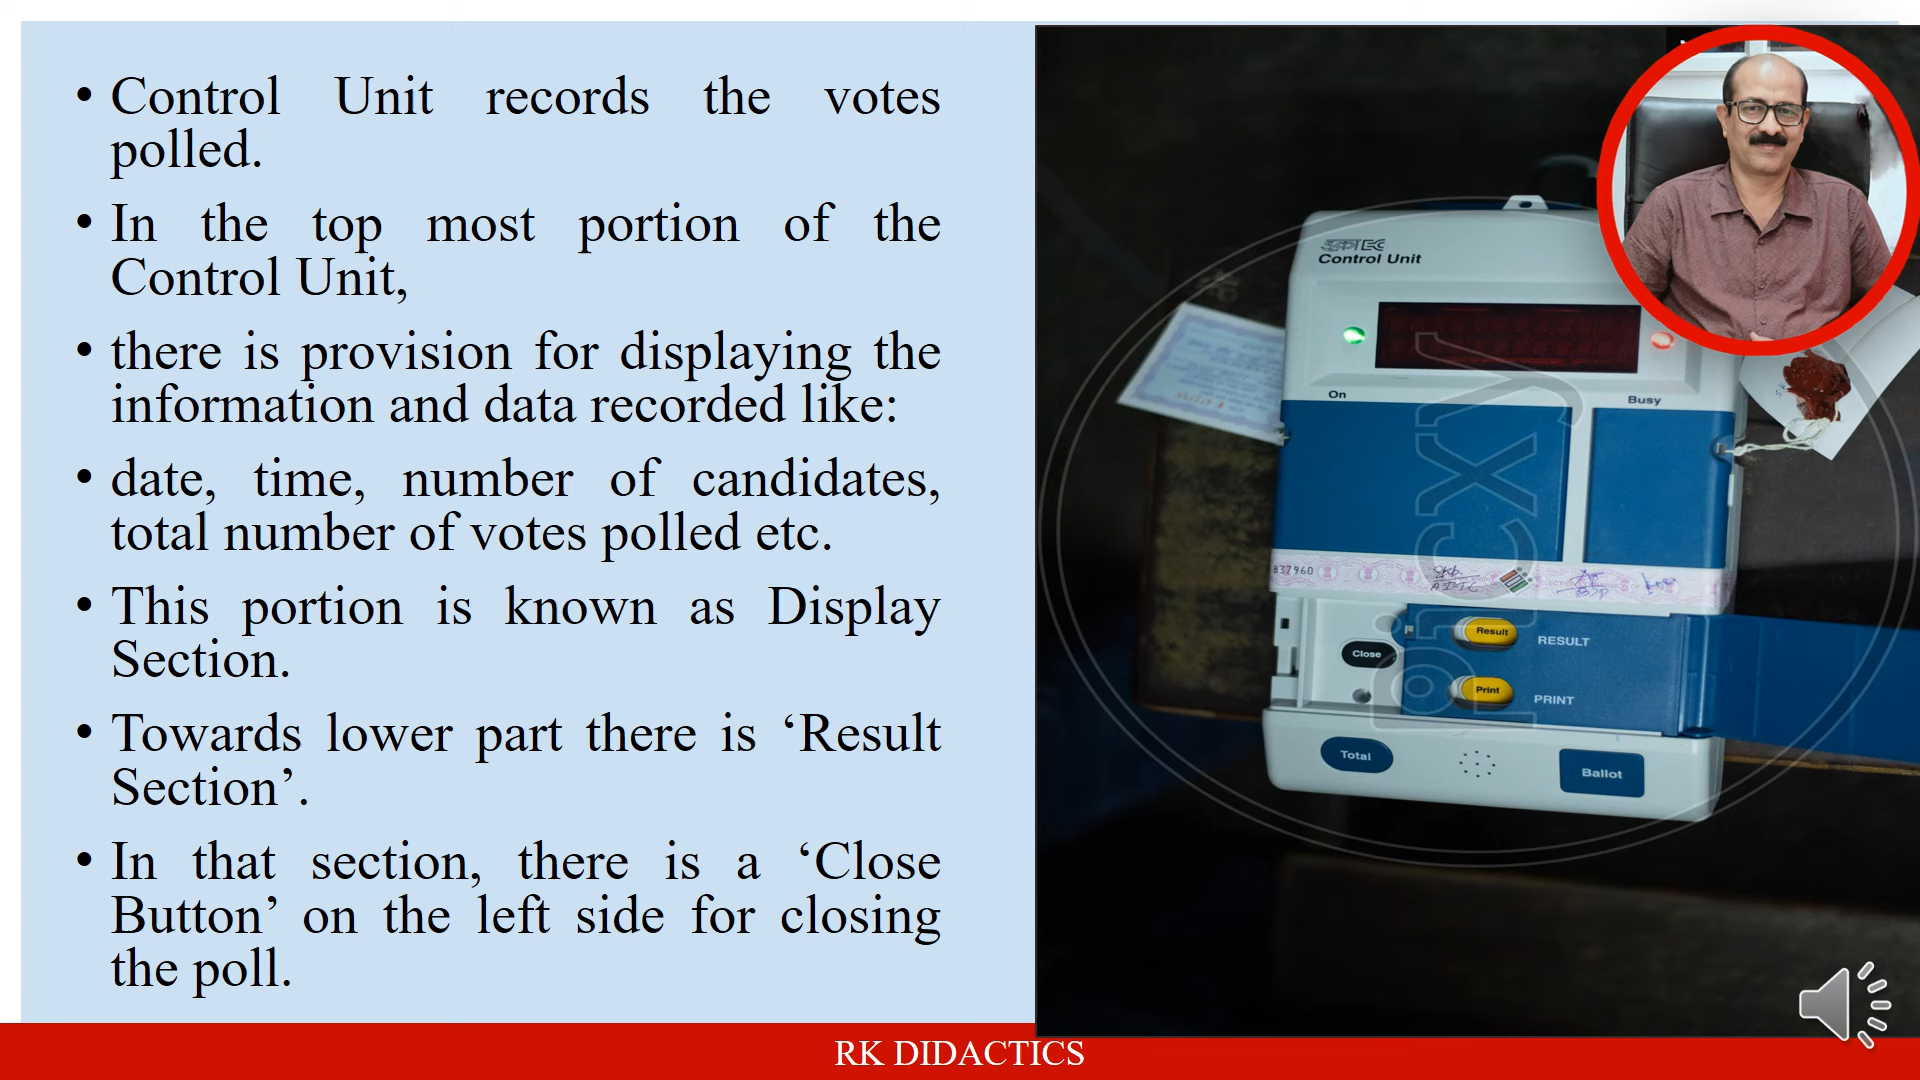 • Control Unit records the votes
polled.
• In the top most portion of the
Control Unit,
• there is provision for displaying the
information and data recorded like:
• date, time, number of candidates,
total number of votes polled etc.
• This portion is known as Display
Section.
• Towards lower part there is ‘Result
Section’.
• In that section, there is a ‘Close
Button’ on the left side for closing
the poll.
Control Unit
On
Busy
837960
Close
Result
RESULT
Print
PRINT
Total
Ballot
picxy
RK DIDACTICS